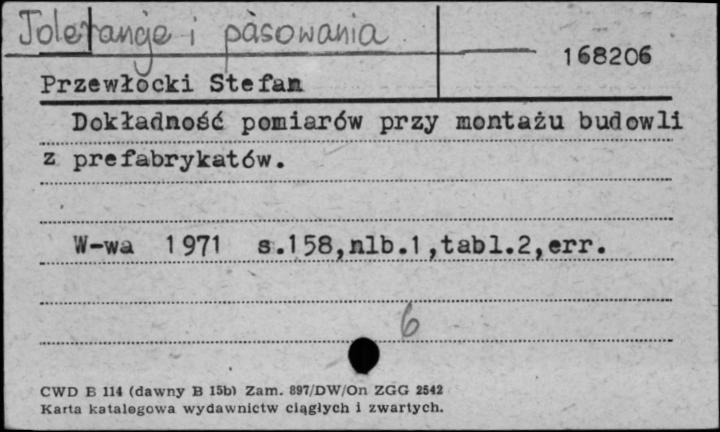 Tolerancje i pasowania
168206
Przewłocki Stefan
Dokładność pomiarów przy montażu budowli
z prefabrykatów.
W-wa 1971 s.158,nlb.1,tabl.2,err.
6
CWD B 114 (dawny B 15b) Zam. 897/DW/On ZGG 2542
Karta katalogowa wydawnictw ciągłych i zwartych.